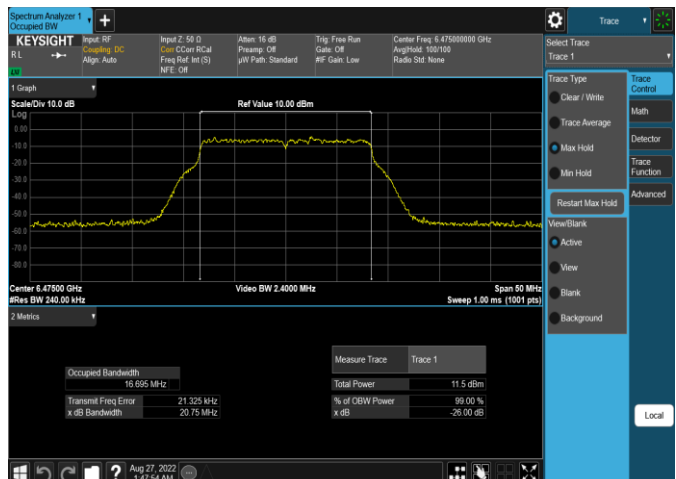 Spectrum Analyzer 1
Occupied BW
Trace
KEYSIGHT
R L
Input: RF
Coupling: DC
Align: Auto
Input Z: 50 Ω
Corr CCorr RCal
Freq Ref: Int (S)
NFE: Off
Atten: 16 dB
Preamp: Off
µW Path: Standard
Trig: Free Run
Gate: Off
#IF Gain: Low
Center Freq: 6.475000000 GHz
Avg|Hold: 100/100
Radio Std: None
Select Trace
Trace 1
1 Graph
Scale/Div 10.0 dB
Ref Value 10.00 dBm
Log
0.00
-10.0
-20.0
-30.0
-40.0
-50.0
-60.0
-70.0
-80.0
Center 6.47500 GHz
#Res BW 240.00 kHz
Video BW 2.4000 MHz
Span 50 MHz
Sweep 1.00 ms (1001 pts)
2 Metrics
Measure Trace Trace 1
Occupied Bandwidth
16.695 MHz
Total Power 11.5 dBm
Transmit Freq Error 21.325 kHz
% of OBW Power 99.00 %
x dB Bandwidth 20.75 MHz
x dB -26.00 dB
Trace Type
Clear / Write
Trace Average
Max Hold
Min Hold
Restart Max Hold
View/Blank
Active
View
Blank
Background
Trace
Control
Math
Detector
Trace
Function
Advanced
Local
?
Aug 27, 2022
1:47:54 AM